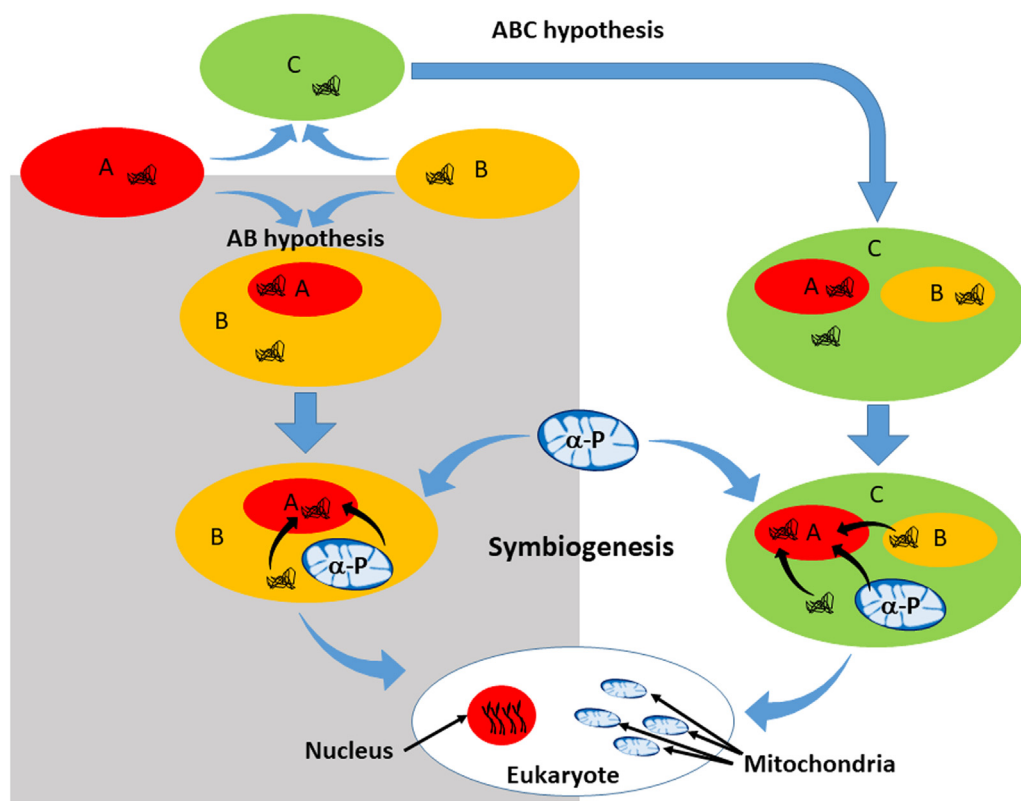 ABC hypothesis
C
A
B
AB hypothesis
A
B
C
A
B
α-P
A
B
α-P
C
A
B
α-P
Symbiogenesis
Nucleus
Eukaryote
Mitochondria